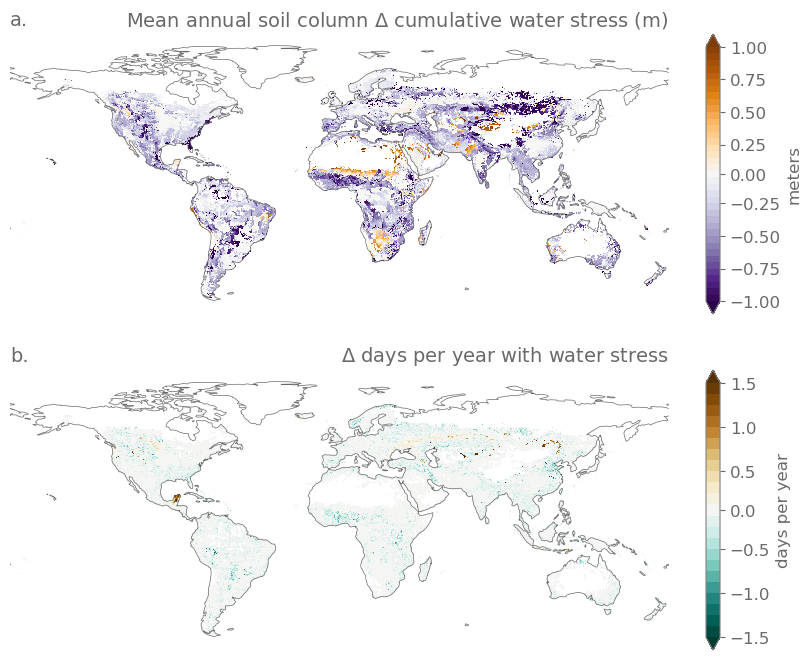 a.
Mean annual soil column Δ cumulative water stress (m)
1.00
0.75
0.50
0.25
0.00
−0.25
−0.50
−0.75
−1.00
meters
b.
Δ days per year with water stress
1.5
1.0
0.5
0.0
−0.5
−1.0
−1.5
days per year